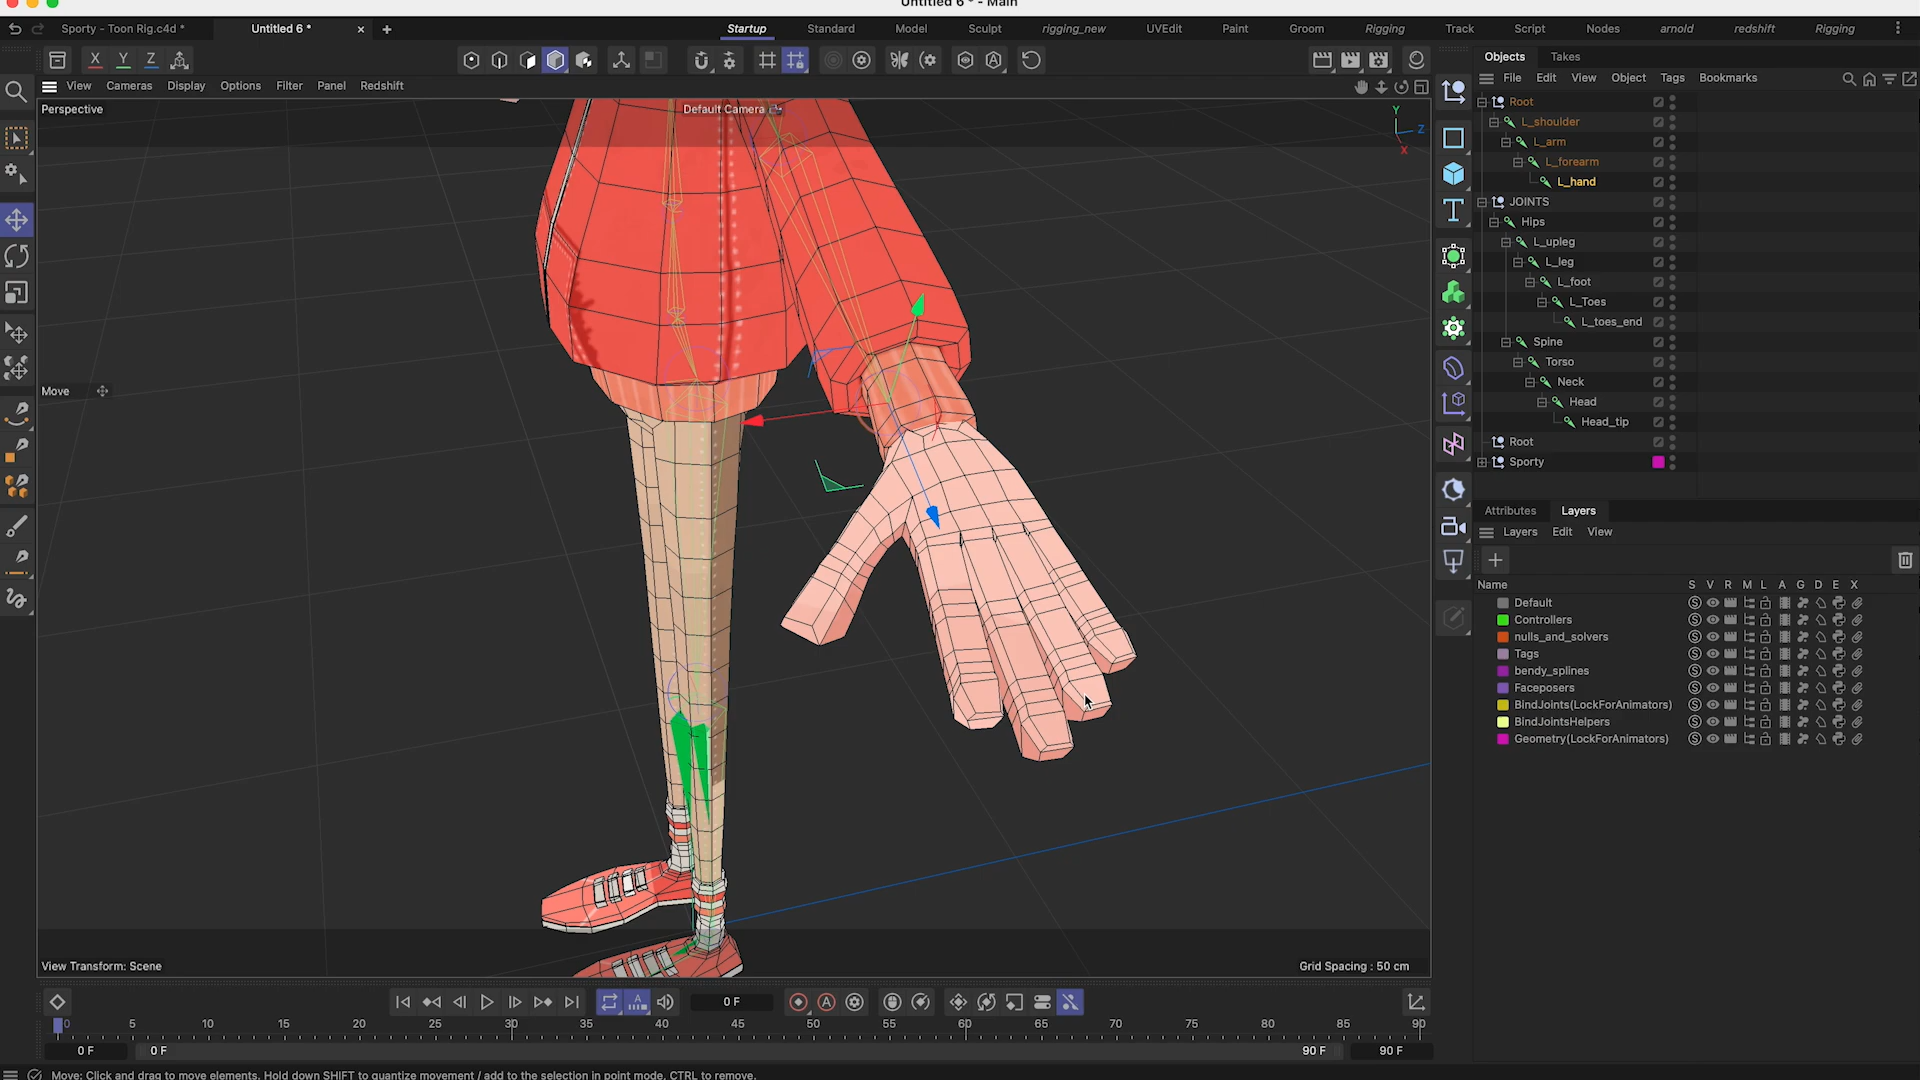 Untitled 6 * - Main
Sporty - Toon Rig.c4d *
Untitled 6 *
Startup
Standard
Model
Sculpt
rigging_new
UVEdit
Paint
Groom
Rigging
Track
Script
Nodes
arnold
redshift
Rigging
X
Y
Z
Objects
Takes
View
Cameras
Display
Options
Filter
Panel
Redshift
File
Edit
View
Object
Tags
Bookmarks
Perspective
Default Camera
Y
Z
X
Root
L_shoulder
L_arm
L_forearm
L_hand
JOINTS
Hips
L_upleg
L_leg
L_foot
L_Toes
L_toes_end
Spine
Torso
Neck
Head
Head_tip
Root
Sporty
Move
Attributes
Layers
Layers
Edit
View
Name
S V R M L A G D E X
Default
Controllers
nulls_and_solvers
Tags
bendy_splines
Faceposers
BindJoints(LockForAnimators)
BindJointsHelpers
Geometry(LockForAnimators)
View Transform: Scene
Grid Spacing : 50 cm
0 F
0 5 10 15 20 25 30 35 40 45 50 55 60 65 70 75 80 85 90
0 F
0 F
90 F
90 F
Move: Click and drag to move elements. Hold down SHIFT to quantize movement / add to the selection in point mode, CTRL to remove.